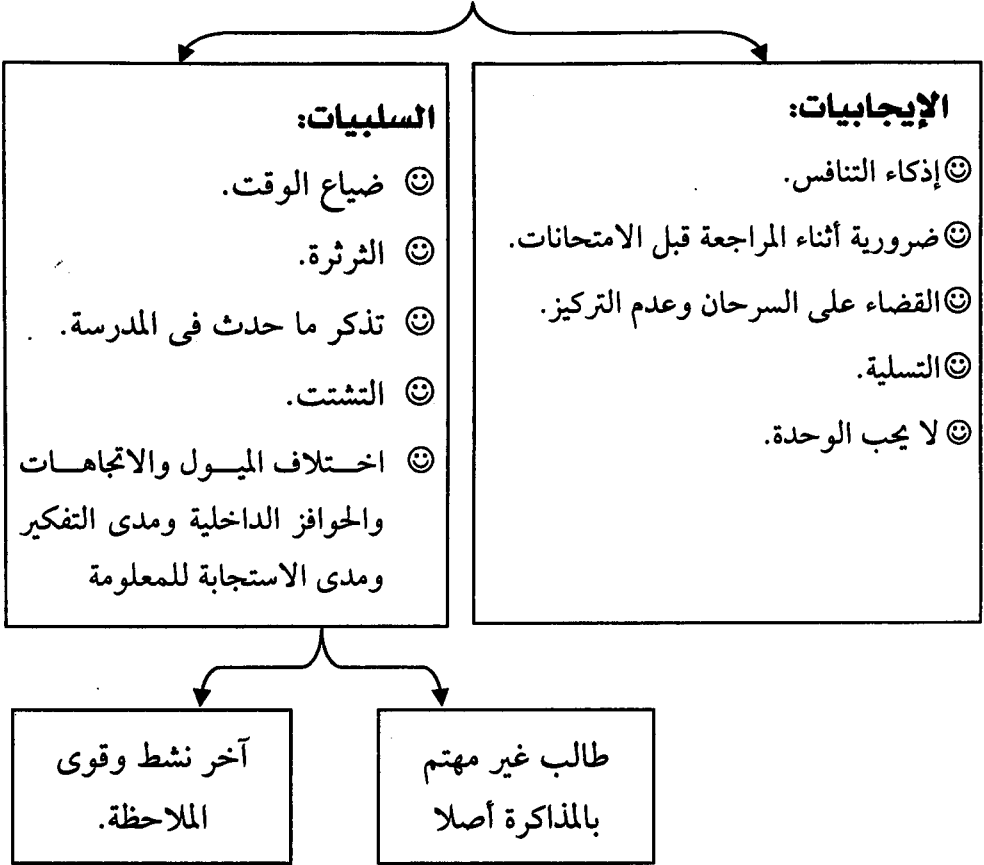 الإيجابيات:
☺ إذكاء التنافس.
☺ ضرورية أثناء المراجعة قبل الامتحانات.
☺ القضاء على السرحان وعدم التركيز.
☺ التسلية.
☺ لا يحب الوحدة.
السلبيات:
☺ ضياع الوقت.
☺ الثرثرة.
☺ تذكر ما حدث فى المدرسة.
☺ التشتت.
☺ اختلاف الميول والاتجاهات
والحوافز الداخلية ومدى التفكير
ومدى الاستجابة للمعلومة
طالب غير مهتم
بالمذاكرة أصلا
آخر نشط وقوى
الملاحظة.